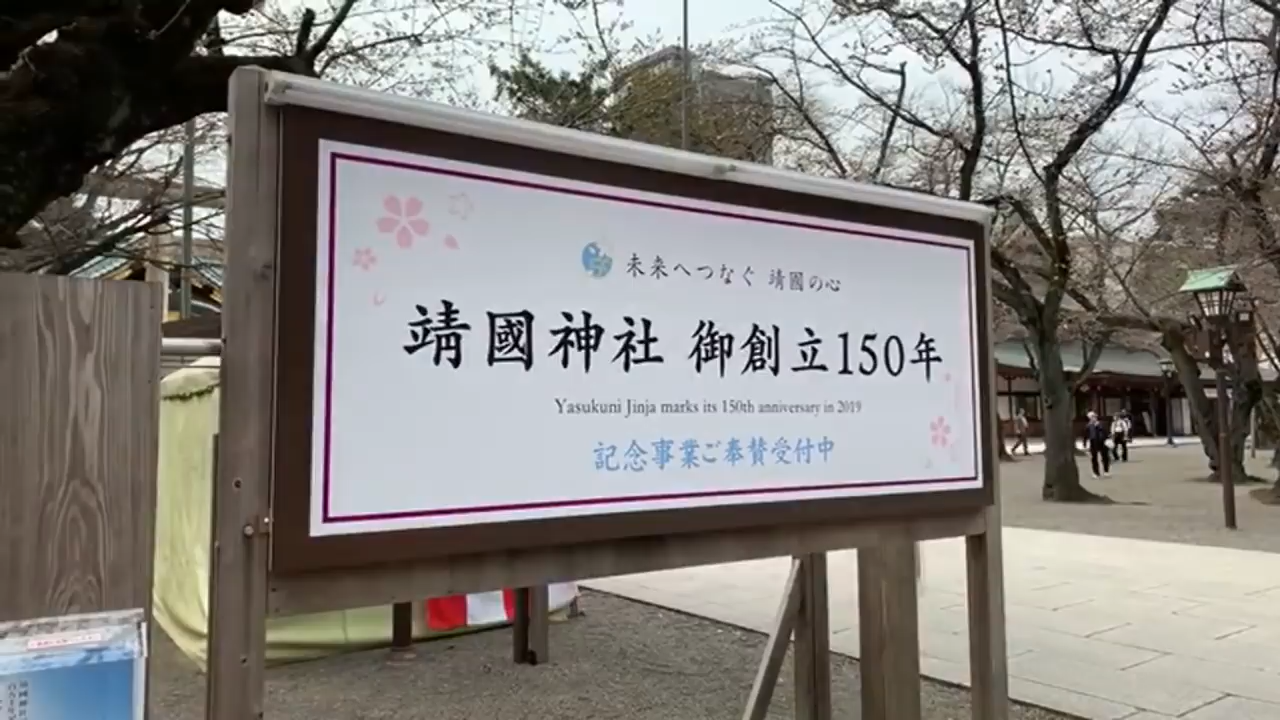 未来へつなぐ 靖國の心
靖國神社 御創立150年
Yasukuni Jinja marks its 150th anniversary in 2019
記念事業ご奉賛受付中